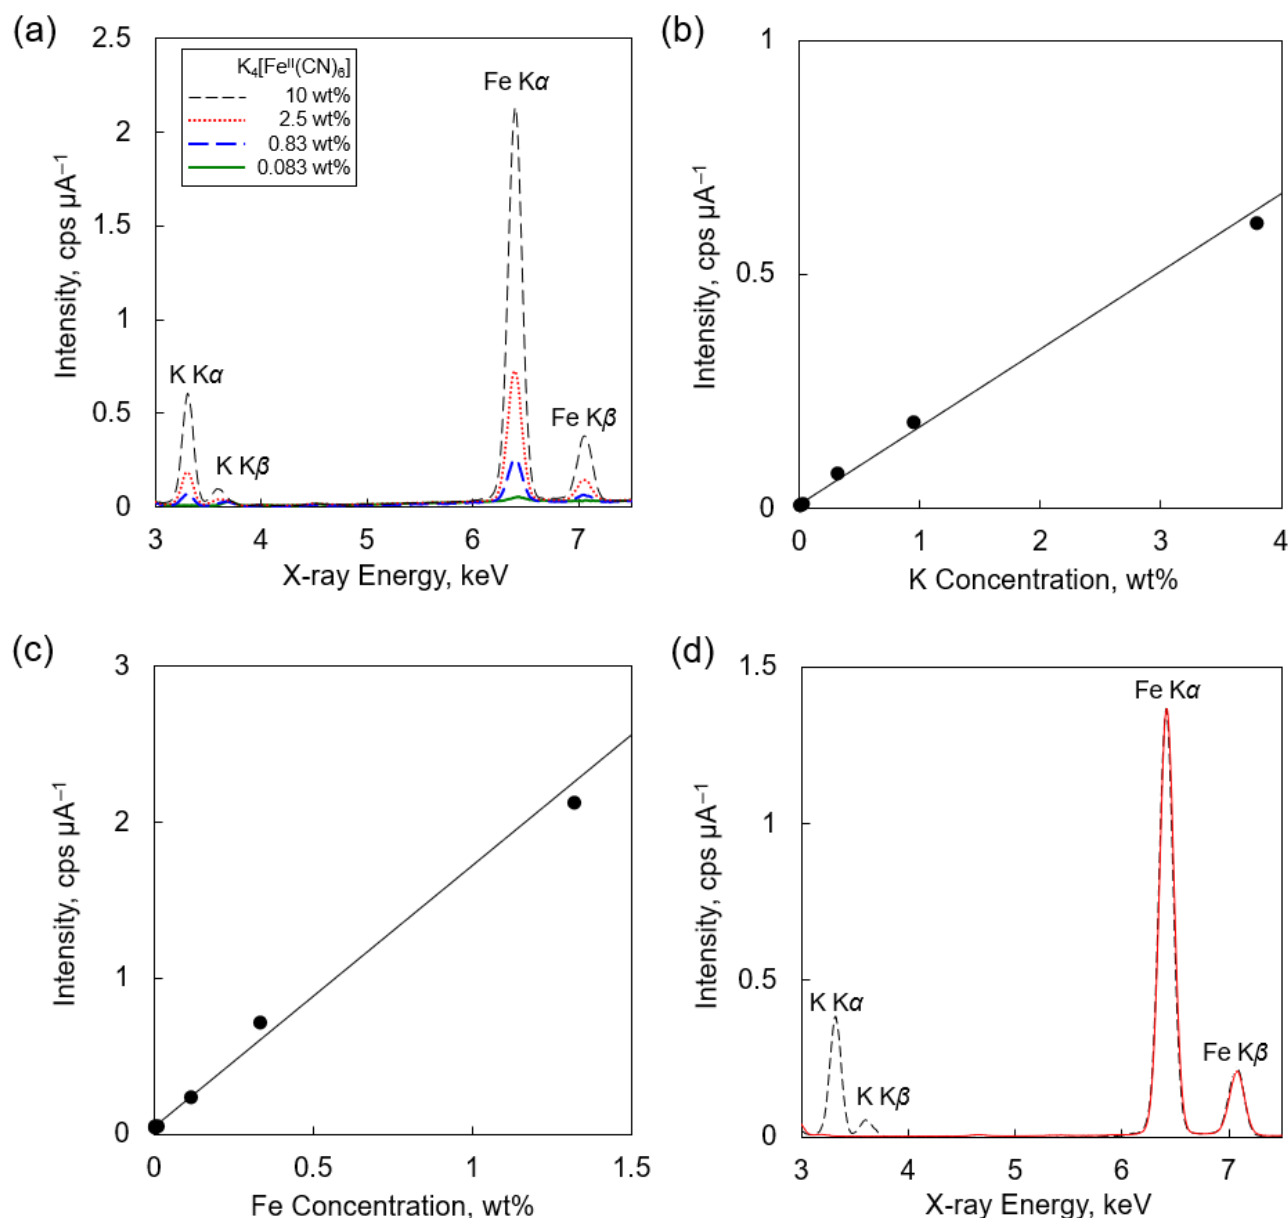 (a)
2.5
2
1.5
1
0.5
0
Intensity, cps µA⁻¹
K₄[Feᴵᴵ(CN)₆]
10 wt%
2.5 wt%
0.83 wt%
0.083 wt%
Fe Kα
K Kα
K Kβ
Fe Kβ
3 4 5 6 7
X-ray Energy, keV
(b)
1
0.5
0
Intensity, cps µA⁻¹
0 1 2 3 4
K Concentration, wt%
(c)
3
2
1
0
Intensity, cps µA⁻¹
0 0.5 1 1.5
Fe Concentration, wt%
(d)
1.5
1
0.5
0
Intensity, cps µA⁻¹
Fe Kα
K Kα
K Kβ
Fe Kβ
3 4 5 6 7
X-ray Energy, keV